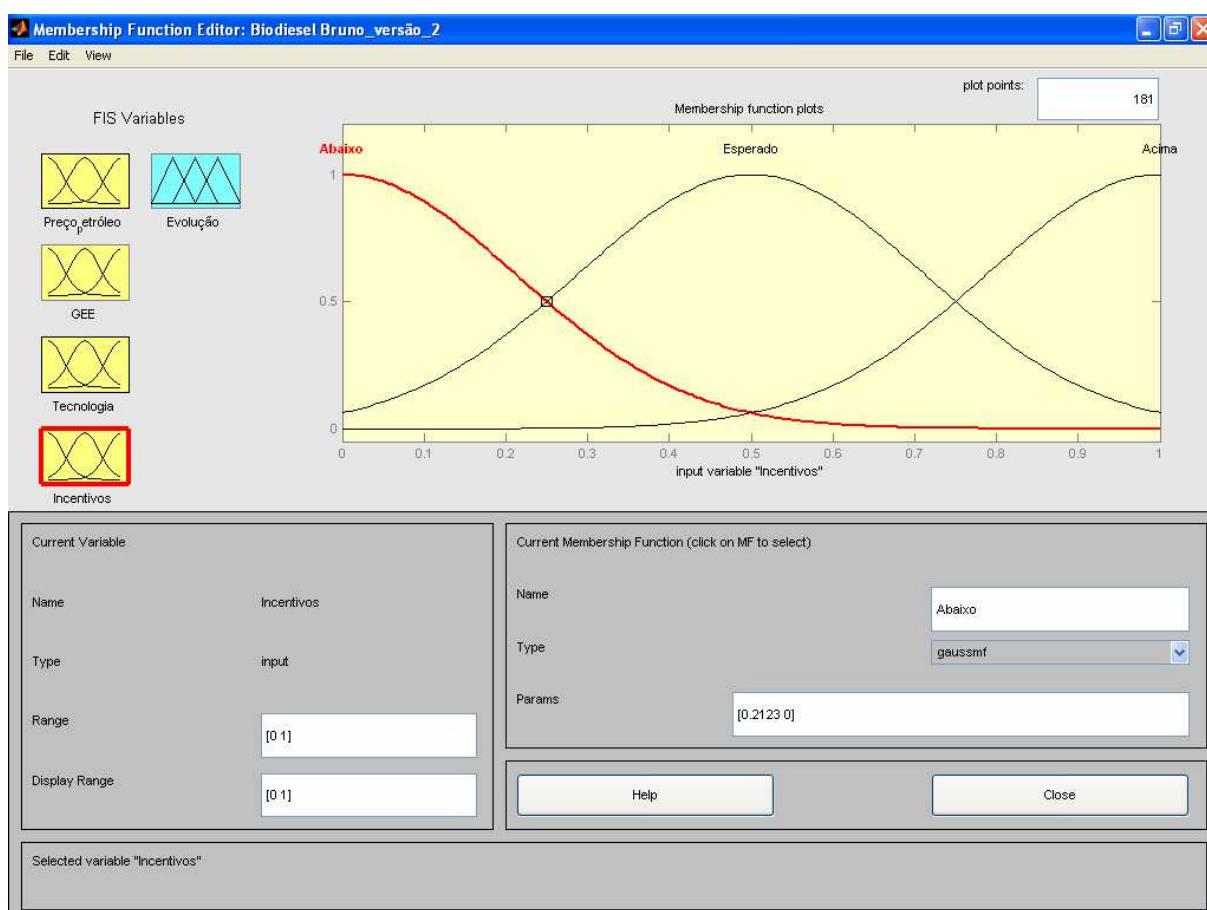 Membership Function Editor: Biodiesel Bruno_versão_2
File Edit View
plot points: 181
FIS Variables
Membership function plots
Abaixo Esperado Acima
1
0.5
0
0 0.1 0.2 0.3 0.4 0.5 0.6 0.7 0.8 0.9 1
input variable "Incentivos"
Preço_petróleo Evolução
GEE
Tecnologia
Incentivos
Current Variable
Name Incentivos
Type input
Range [0 1]
Display Range [0 1]
Current Membership Function (click on MF to select)
Name Abaixo
Type gaussmf
Params [0.2123 0]
Help Close
Selected variable "Incentivos"